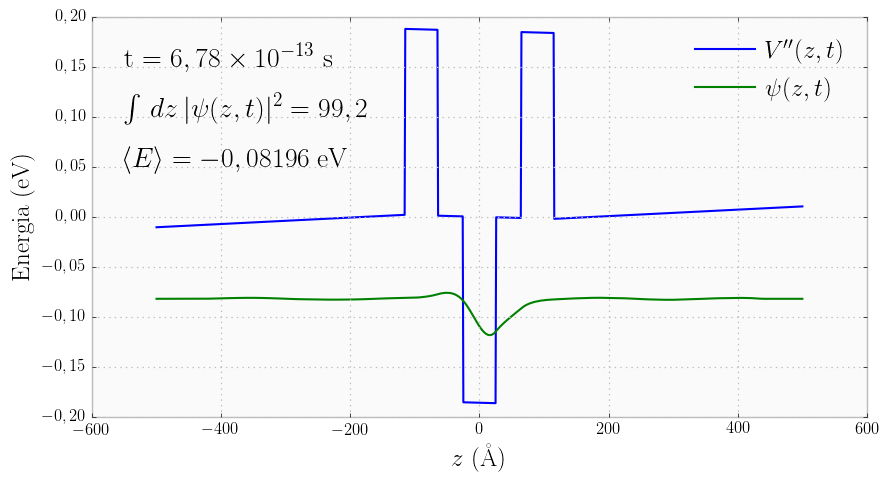 t = 6,78 × 10⁻¹³ s
∫ dz |ψ(z,t)|² = 99,2
⟨E⟩ = −0,08196 eV
V′′(z,t)
ψ(z,t)
Energia (eV)
0,20
0,15
0,10
0,05
0,00
−0,05
−0,10
−0,15
−0,20
−600 −400 −200 0 200 400 600
z (Å)